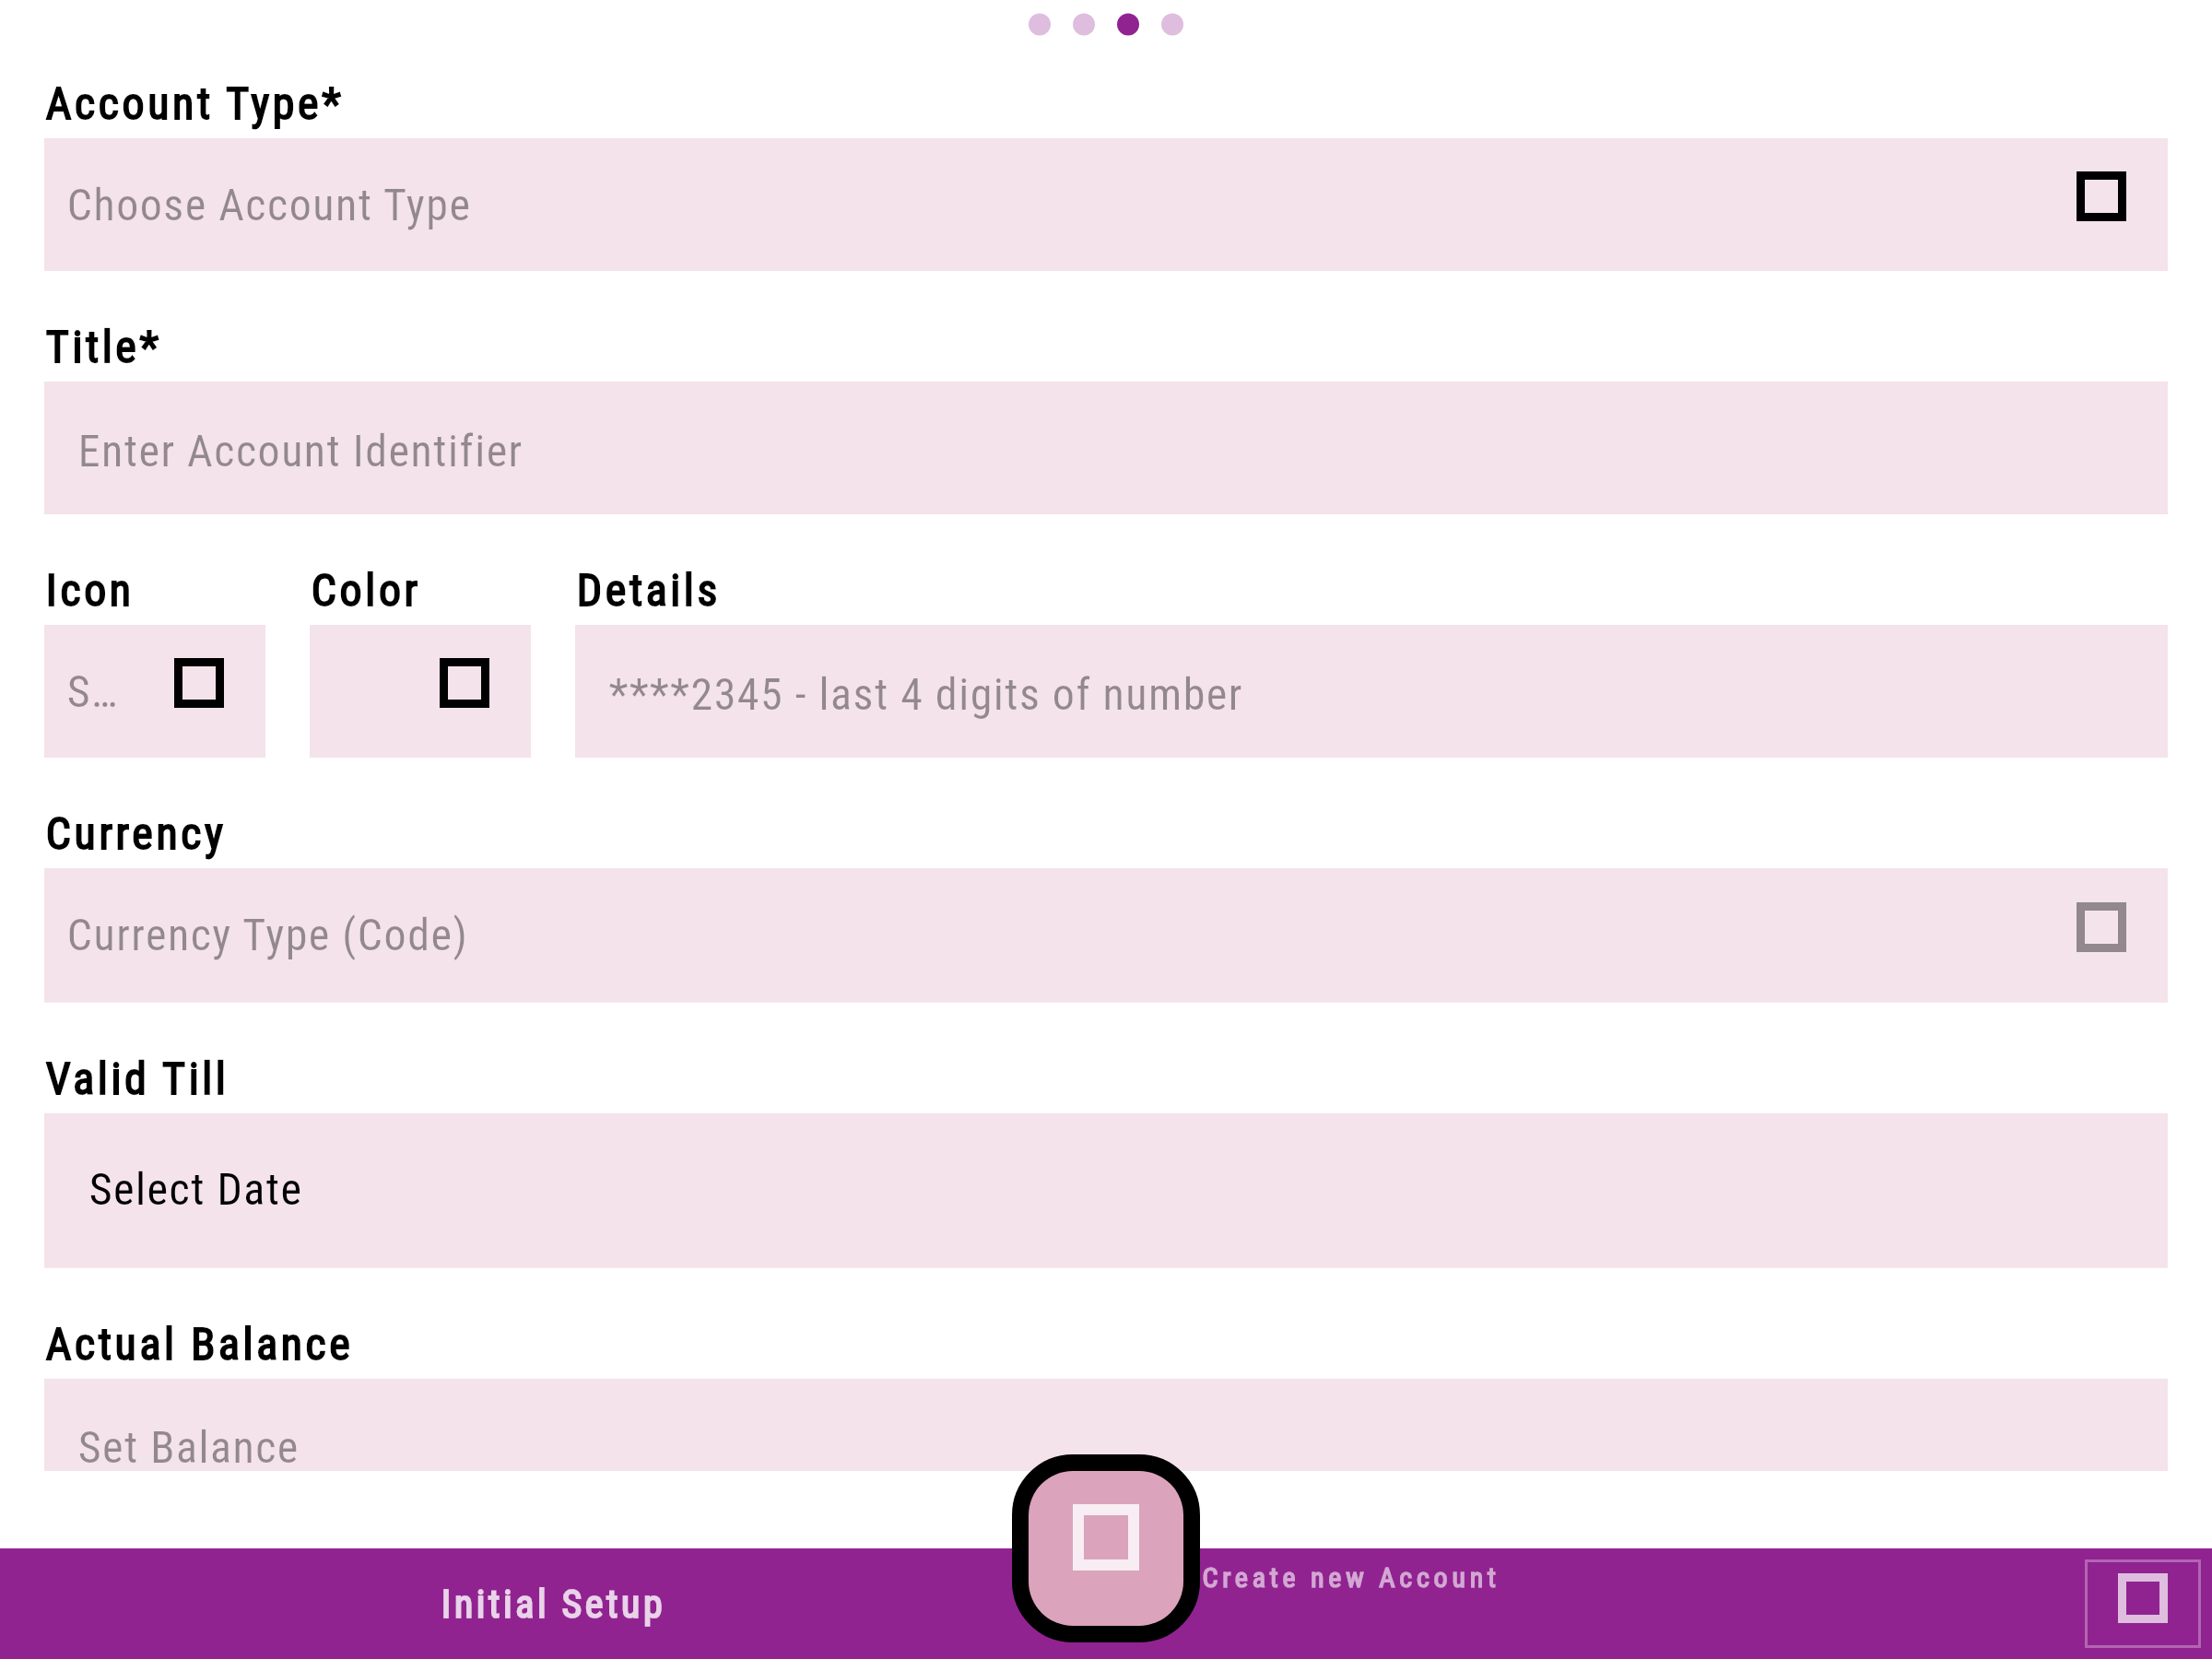 Account Type*
Choose Account Type
Title*
Enter Account Identifier
Icon Color Details
S… ****2345 - last 4 digits of number
Currency
Currency Type (Code)
Valid Till
Select Date
Actual Balance
Set Balance
Initial Setup
Create new Account